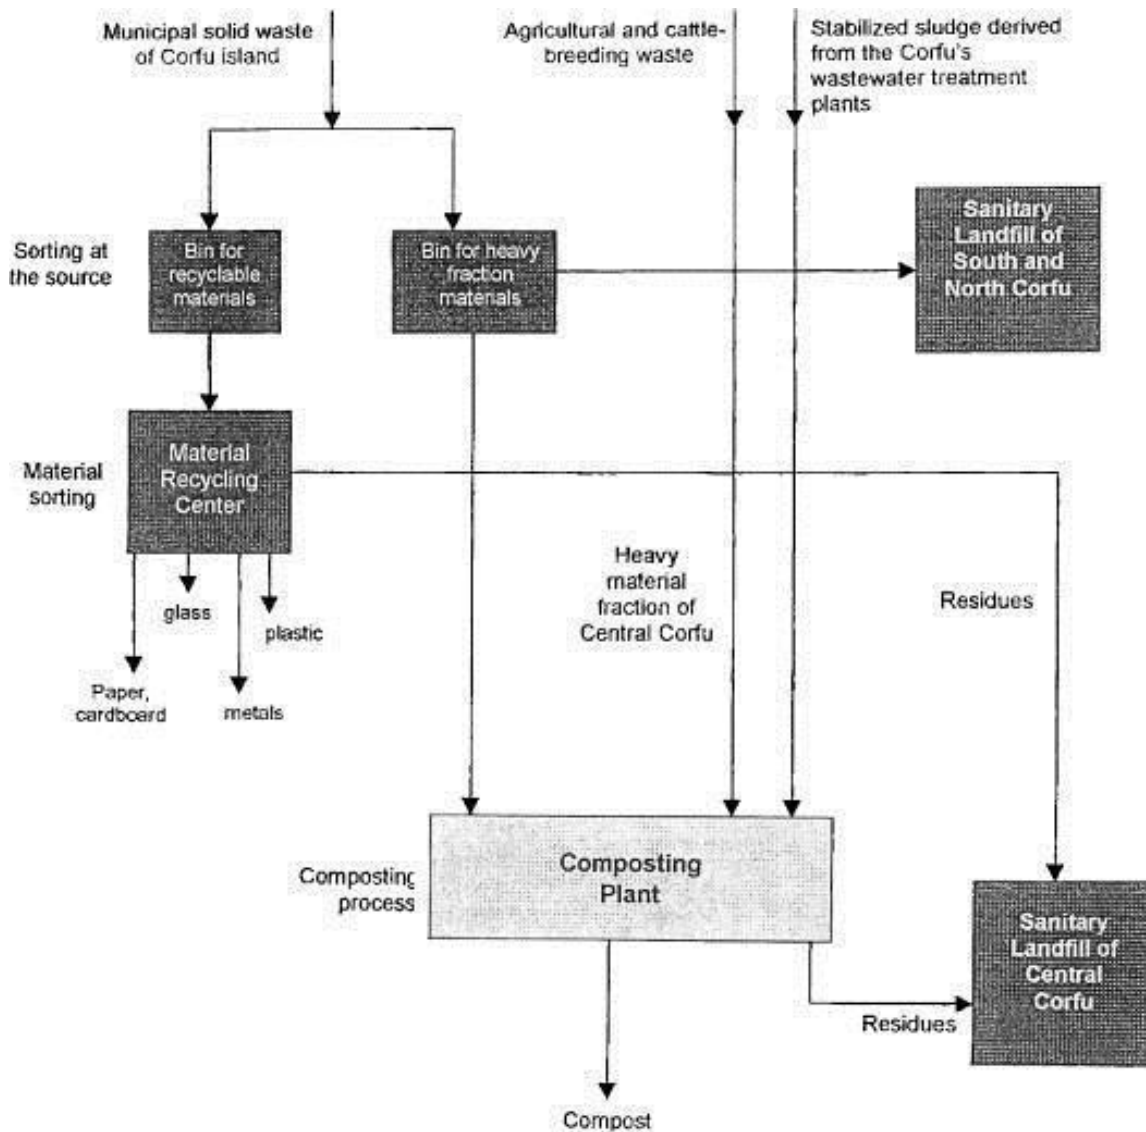 Municipal solid waste
of Corfu island
Agricultural and cattle-
breeding waste
Stabilized sludge derived
from the Corfu's
wastewater treatment
plants
Sorting at
the source
Bin for
recyclable
materials
Bin for heavy
fraction
materials
Sanitary
Landfill of
South and
North Corfu
Material
sorting
Material
Recycling
Center
glass
plastic
Paper,
cardboard
metals
Heavy
material
fraction of
Central Corfu
Residues
Composting
process
Composting
Plant
Sanitary
Landfill of
Central
Corfu
Residues
Compost